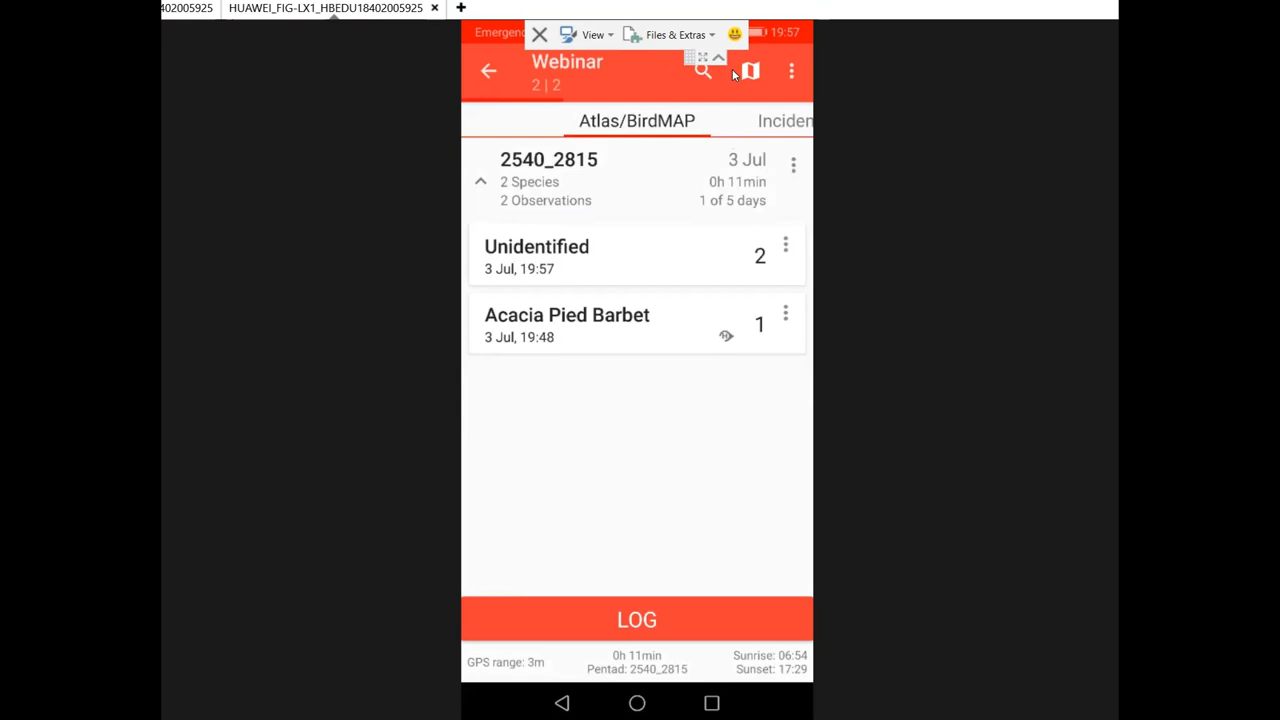 402005925
HUAWEI_FIG-LX1_HBEDU18402005925
Emergenc
View
Files & Extras
19:57
Webinar
2 | 2
Atlas/BirdMAP
Inciden
2540_2815
3 Jul
2 Species
0h 11min
2 Observations
1 of 5 days
Unidentified
2
3 Jul, 19:57
Acacia Pied Barbet
1
3 Jul, 19:48
LOG
GPS range: 3m
0h 11min
Pentad: 2540_2815
Sunrise: 06:54
Sunset: 17:29